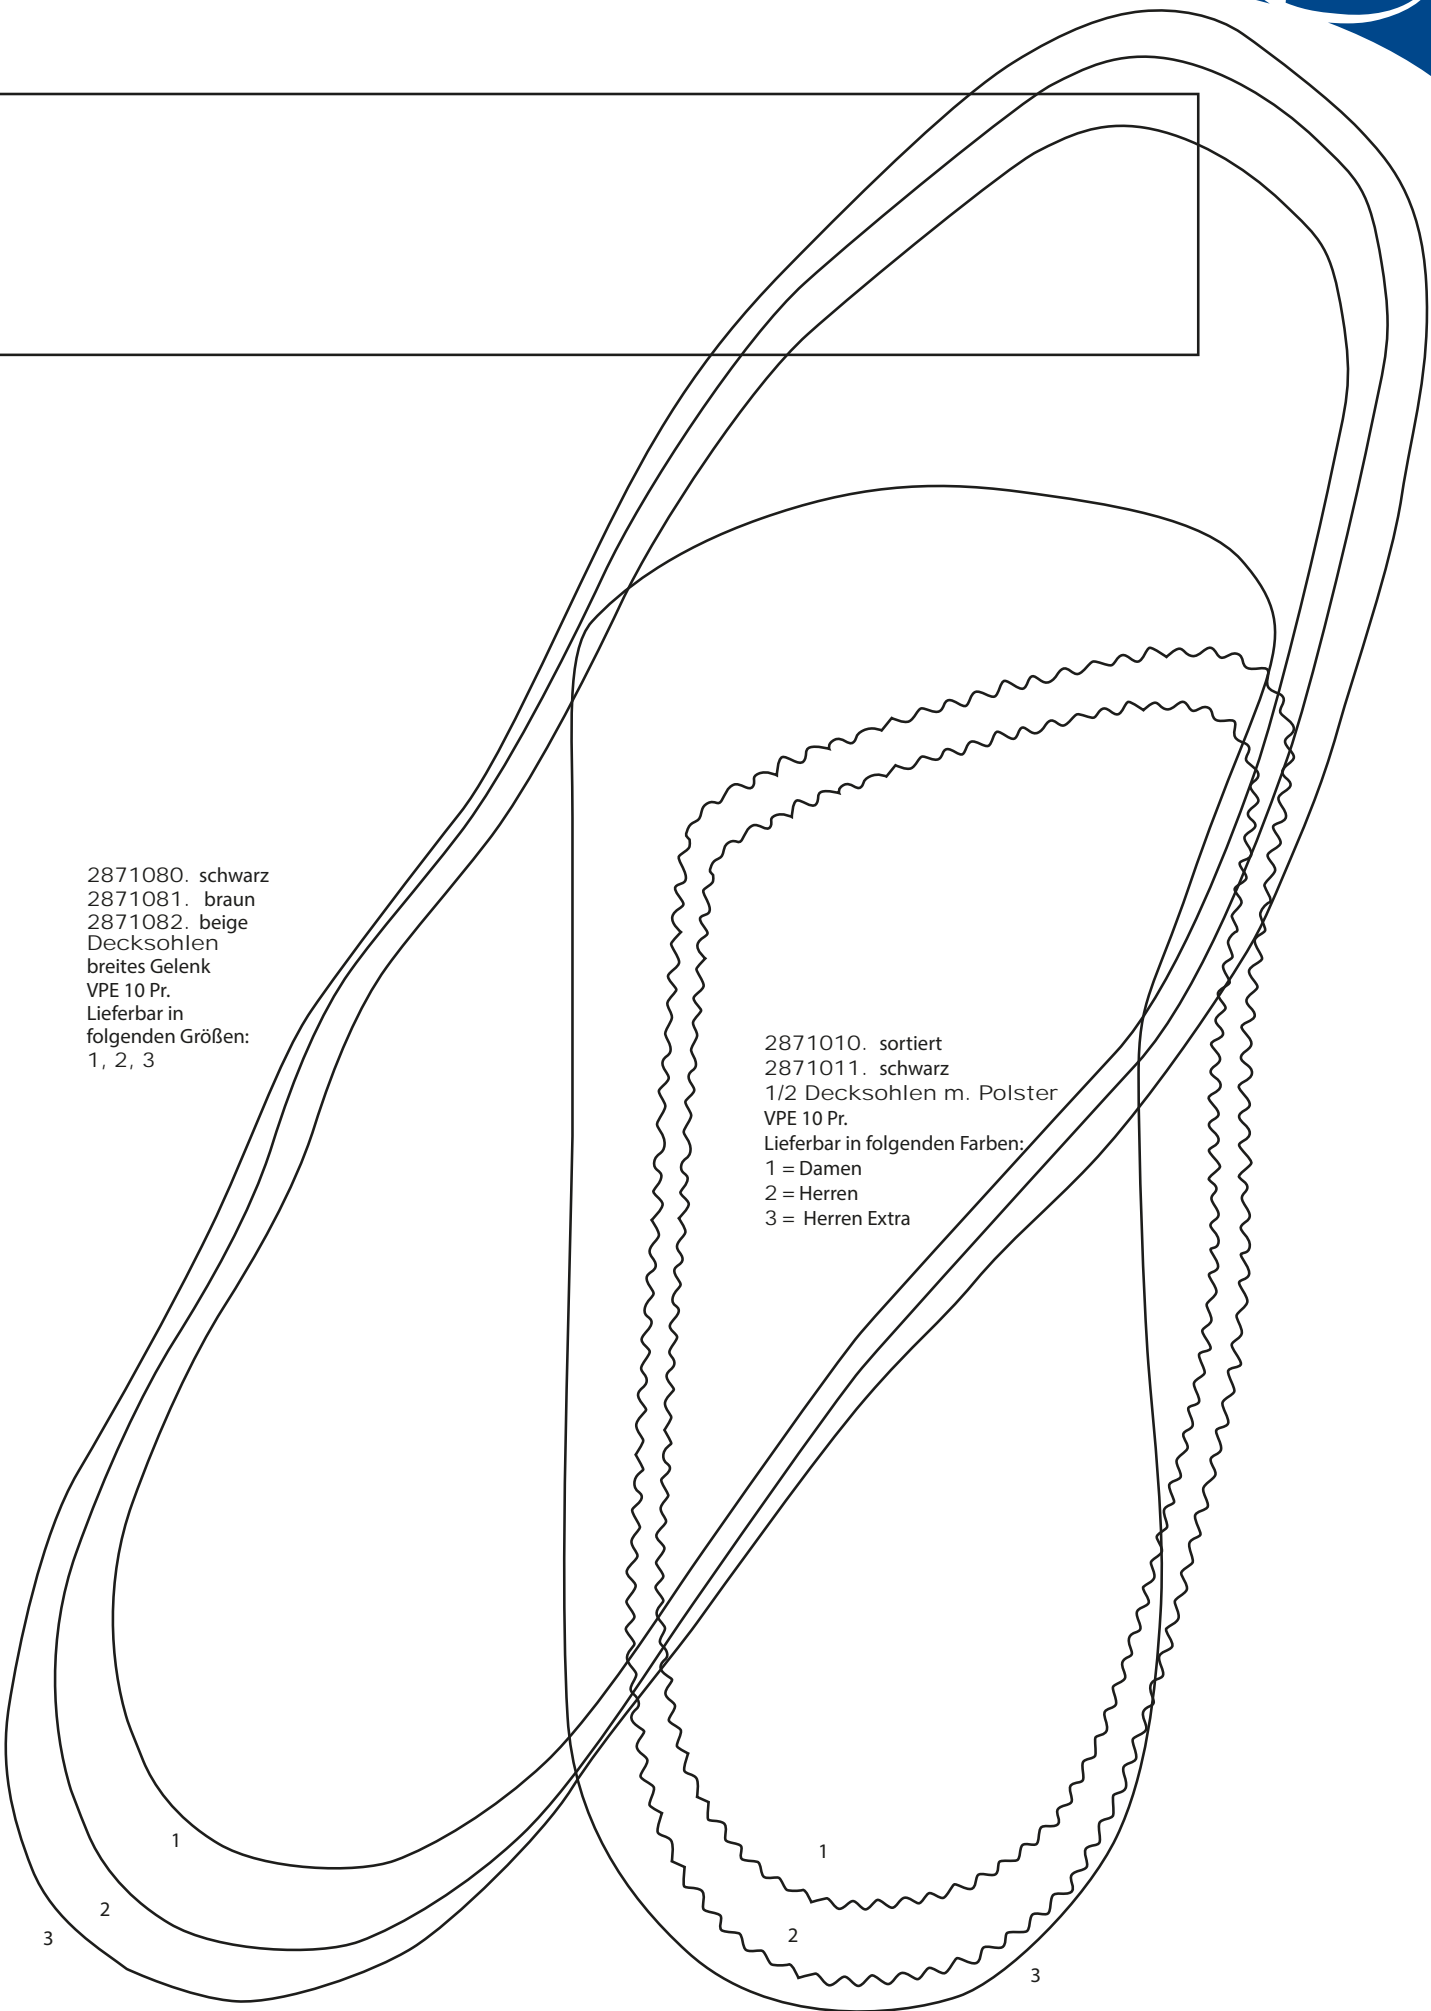 2871080. schwarz
2871081. braun
2871082. beige
Decksohlen
breites Gelenk
VPE 10 Pr.
Lieferbar in
folgenden Größen:
1, 2, 3
2871010. sortiert
2871011. schwarz
1/2 Decksohlen m. Polster
VPE 10 Pr.
Lieferbar in folgenden Farben:
1 = Damen
2 = Herren
3 = Herren Extra
1
2
3
1
2
3